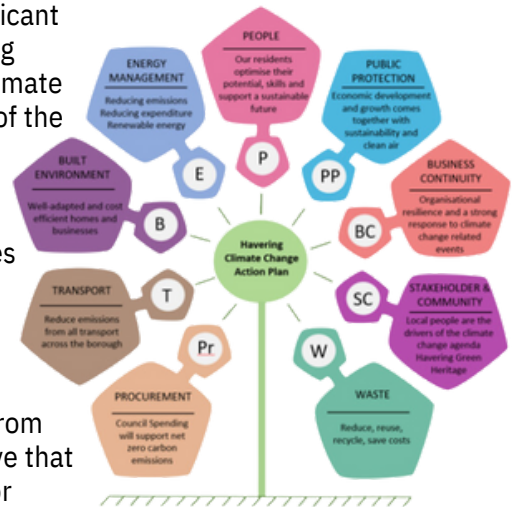 icant
g
mate
of the
es
rom
ve that
or
PEOPLE
Our residents
optimise their
potential, skills and
support a sustainable
future
P
ENERGY
MANAGEMENT
Reducing emissions
Reducing expenditure
Renewable energy
E
PUBLIC
PROTECTION
Economic development
and growth comes
together with
sustainability and
clean air
PP
BUILT
ENVIRONMENT
Well-adapted and cost
efficient homes and
businesses
B
BUSINESS
CONTINUITY
Organisational
resilience and a strong
response to climate
change related
events
BC
Havering
Climate Change
Action Plan
TRANSPORT
Reduce emissions
from all transport
across the borough
T
STAKEHOLDER &
COMMUNITY
Local people are the
drivers of the climate
change agenda
Havering Green
Heritage
SC
PROCUREMENT
Council Spending
will support net
zero carbon
emissions
Pr
WASTE
Reduce, reuse,
recycle, save costs
W